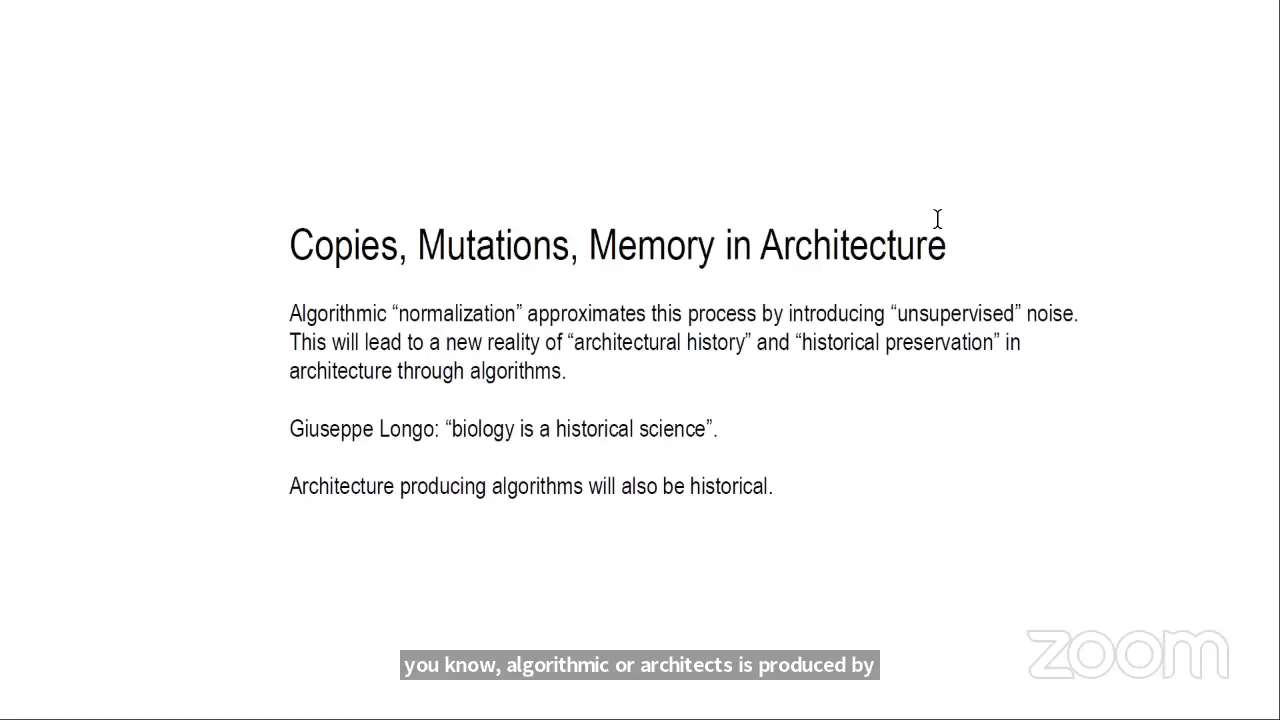 Copies, Mutations, Memory in Architecture
Algorithmic “normalization” approximates this process by introducing “unsupervised” noise.
This will lead to a new reality of “architectural history” and “historical preservation” in
architecture through algorithms.
Giuseppe Longo: “biology is a historical science”.
Architecture producing algorithms will also be historical.
you know, algorithmic or architects is produced by
zoom